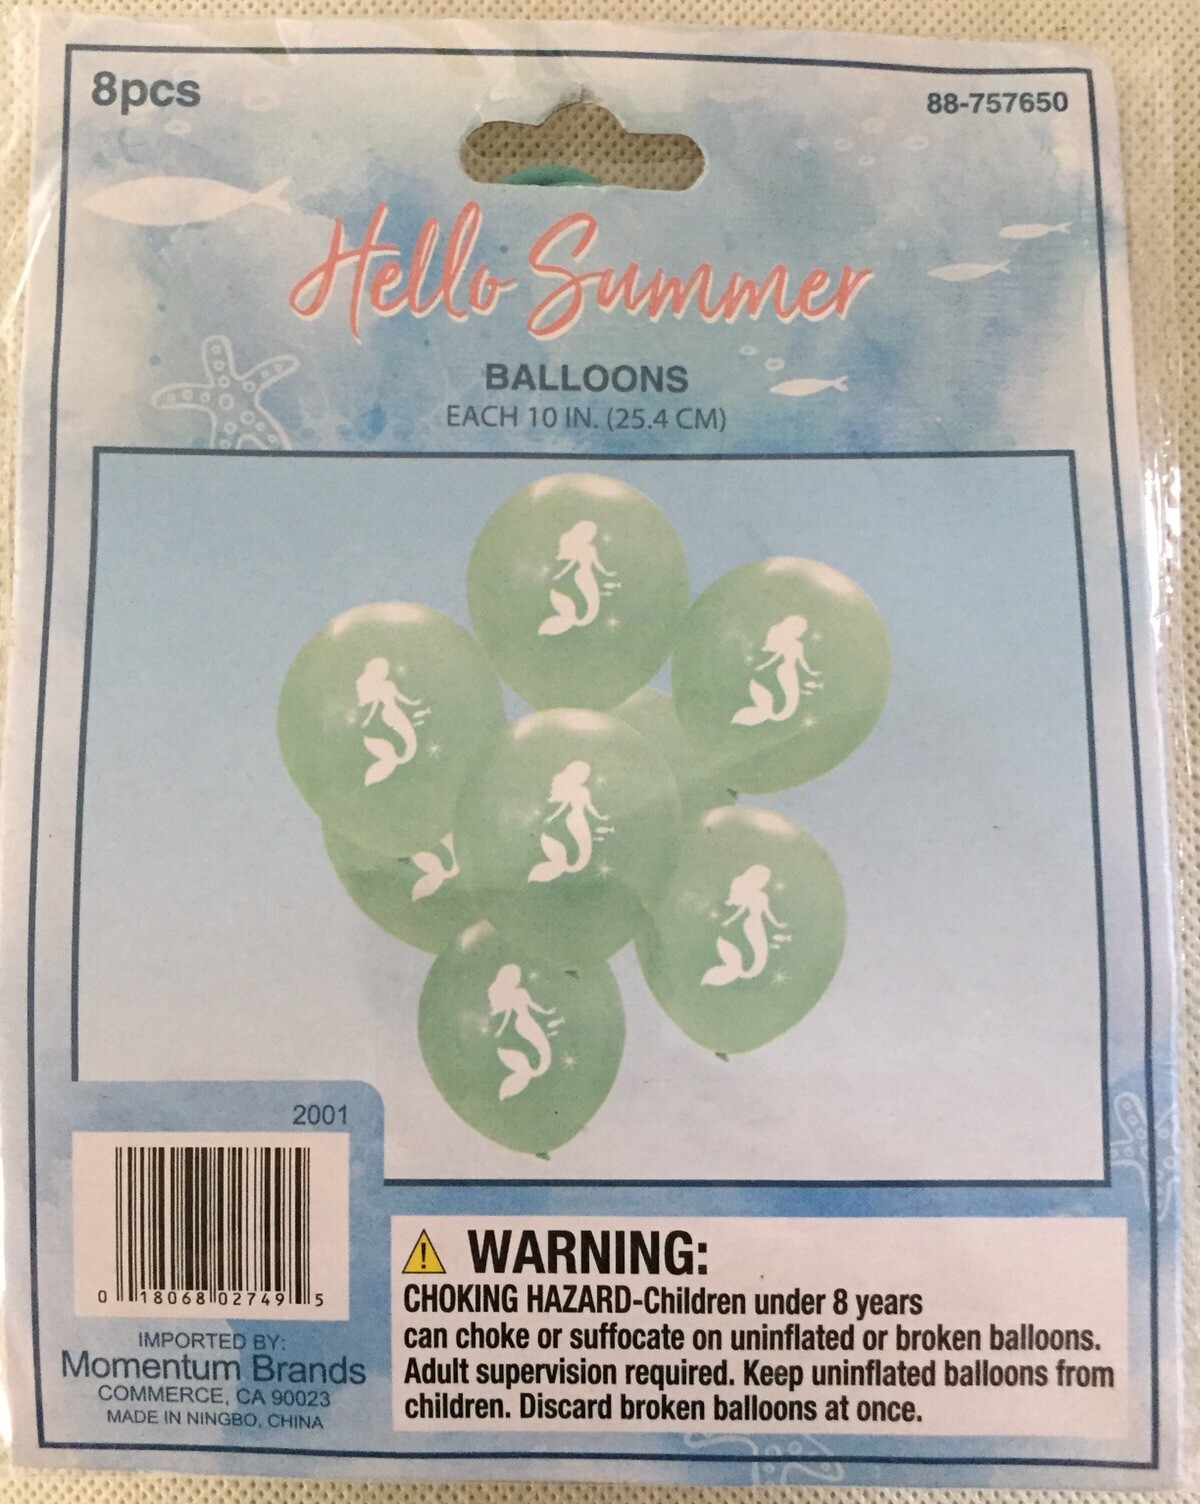 8pcs
88-757650
Hello Summer
BALLOONS
EACH 10 IN. (25.4 CM)
2001
0 18068 02749 5
IMPORTED BY:
Momentum Brands
COMMERCE, CA 90023
MADE IN NINGBO, CHINA
WARNING:
CHOKING HAZARD-Children under 8 years
can choke or suffocate on uninflated or broken balloons.
Adult supervision required. Keep uninflated balloons from
children. Discard broken balloons at once.